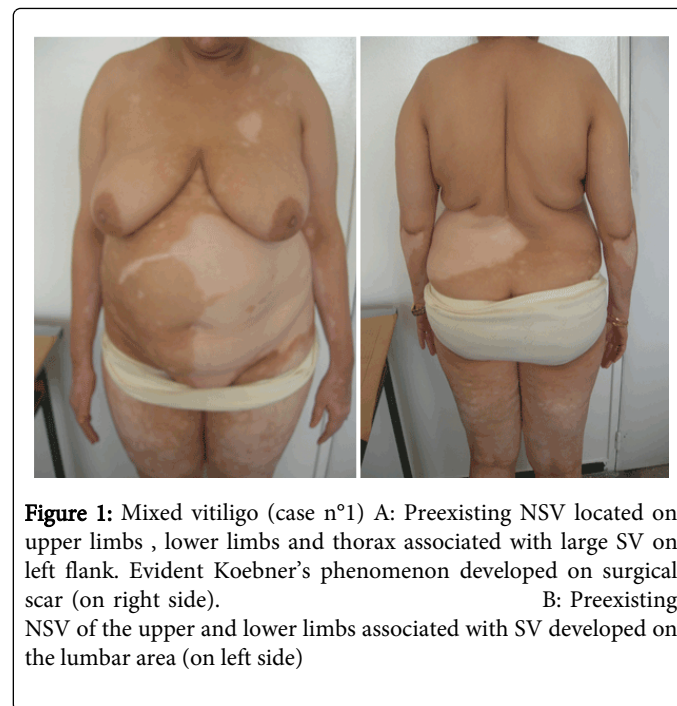 Figure 1: Mixed vitiligo (case n°1) A: Preexisting NSV located on
upper limbs , lower limbs and thorax associated with large SV on
left flank. Evident Koebner’s phenomenon developed on surgical
scar (on right side). B: Preexisting
NSV of the upper and lower limbs associated with SV developed on
the lumbar area (on left side)